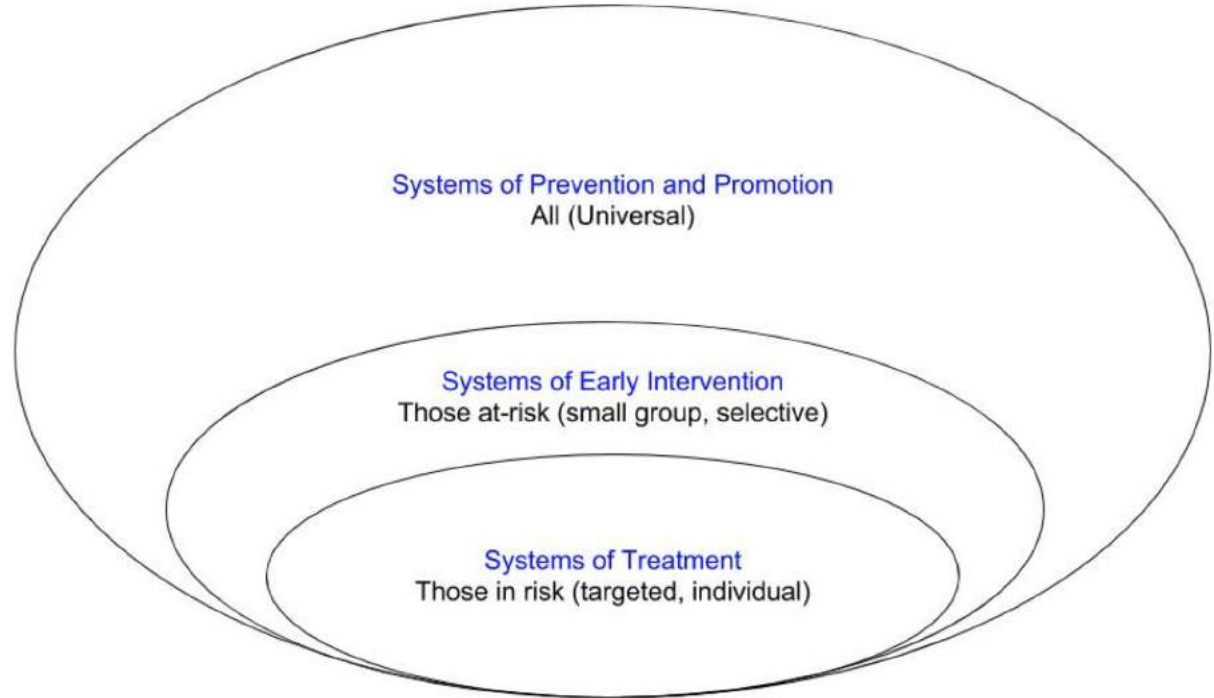 Systems of Prevention and Promotion
All (Universal)
Systems of Early Intervention
Those at-risk (small group, selective)
Systems of Treatment
Those in risk (targeted, individual)